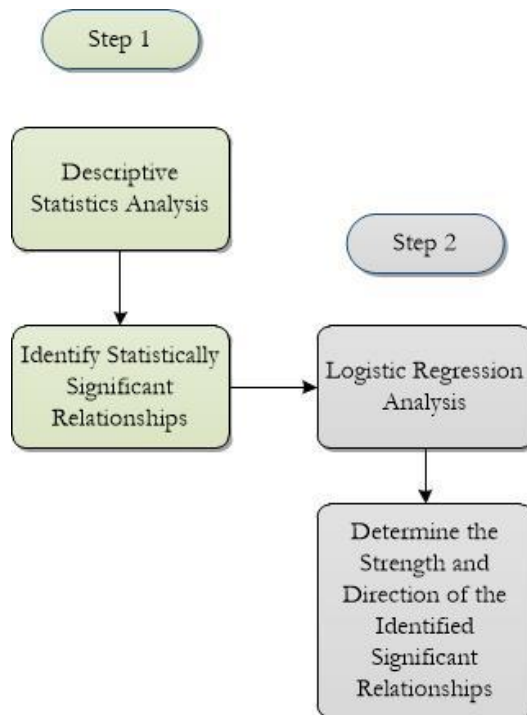 Step 1
Descriptive
Statistics Analysis
Identify Statistically
Significant
Relationships
Step 2
Logistic Regression
Analysis
Determine the
Strength and
Direction of the
Identified
Significant
Relationships